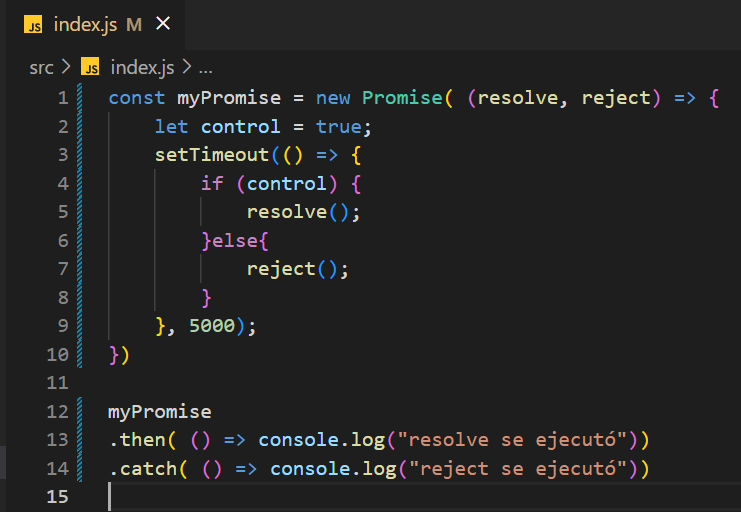 JS index.js M ×
src > JS index.js > ...
1 const myPromise = new Promise( (resolve, reject) => {
2     let control = true;
3     setTimeout(() => {
4         if (control) {
5             resolve();
6         }else{
7             reject();
8         }
9     }, 5000);
10 })
11
12 myPromise
13 .then( () => console.log("resolve se ejecutó"))
14 .catch( () => console.log("reject se ejecutó"))
15